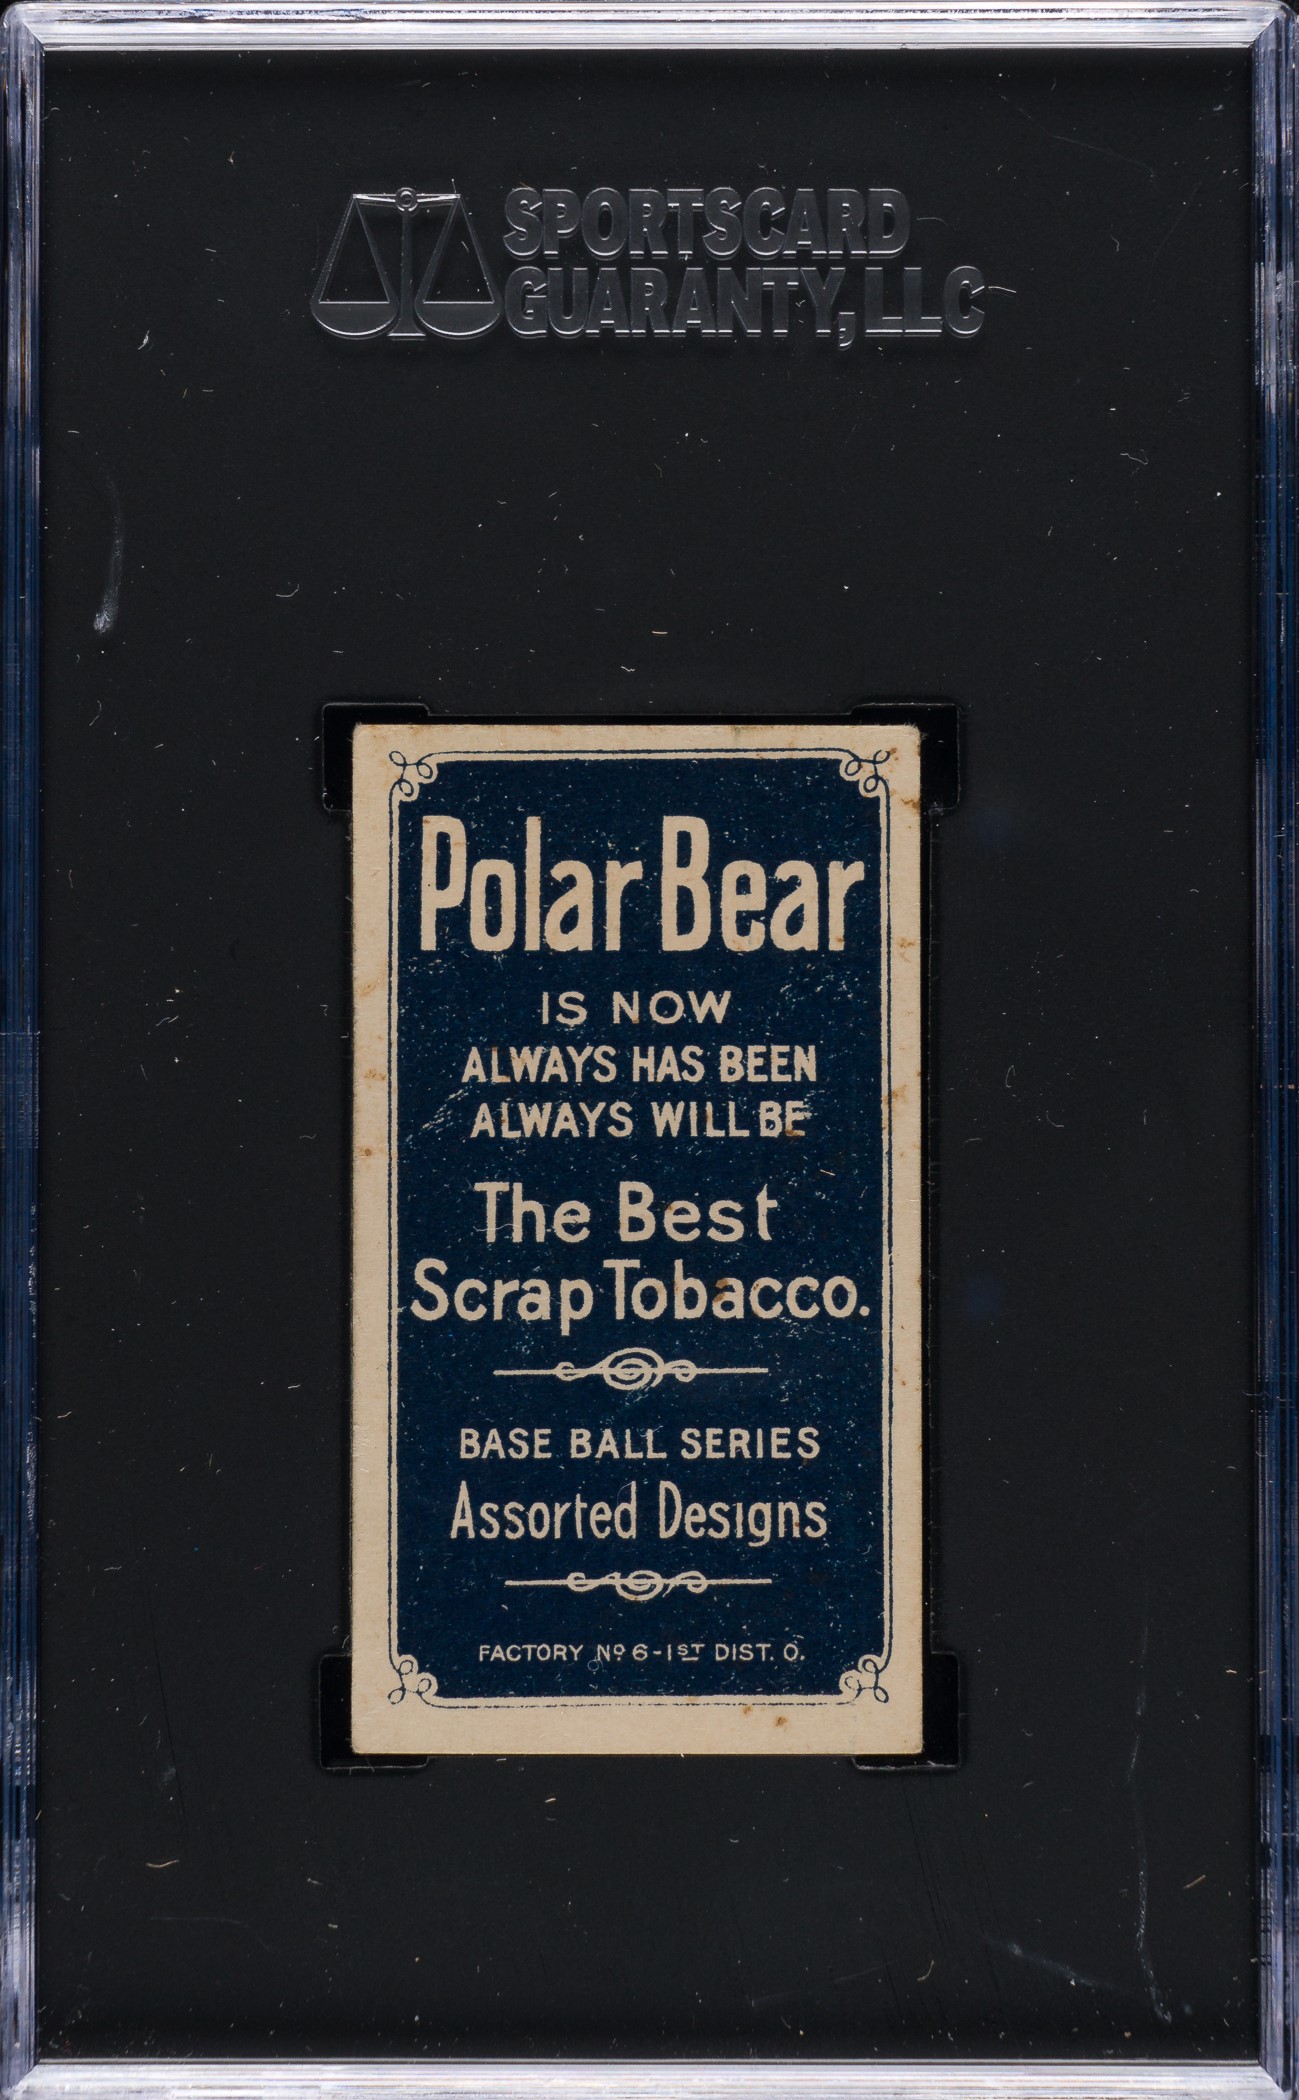 SPORTSCARD
GUARANTY, LLC
Polar Bear
IS NOW
ALWAYS HAS BEEN
ALWAYS WILL BE
The Best
Scrap Tobacco.
BASE BALL SERIES
Assorted Designs
FACTORY Nº 6-1ST DIST. O.